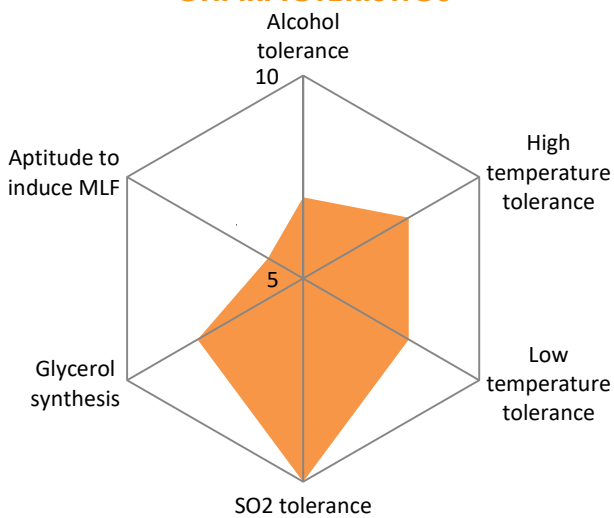 Alcohol
tolerance
10
High
temperature
tolerance
Aptitude to
induce MLF
5
Low
temperature
tolerance
Glycerol
synthesis
SO2 tolerance